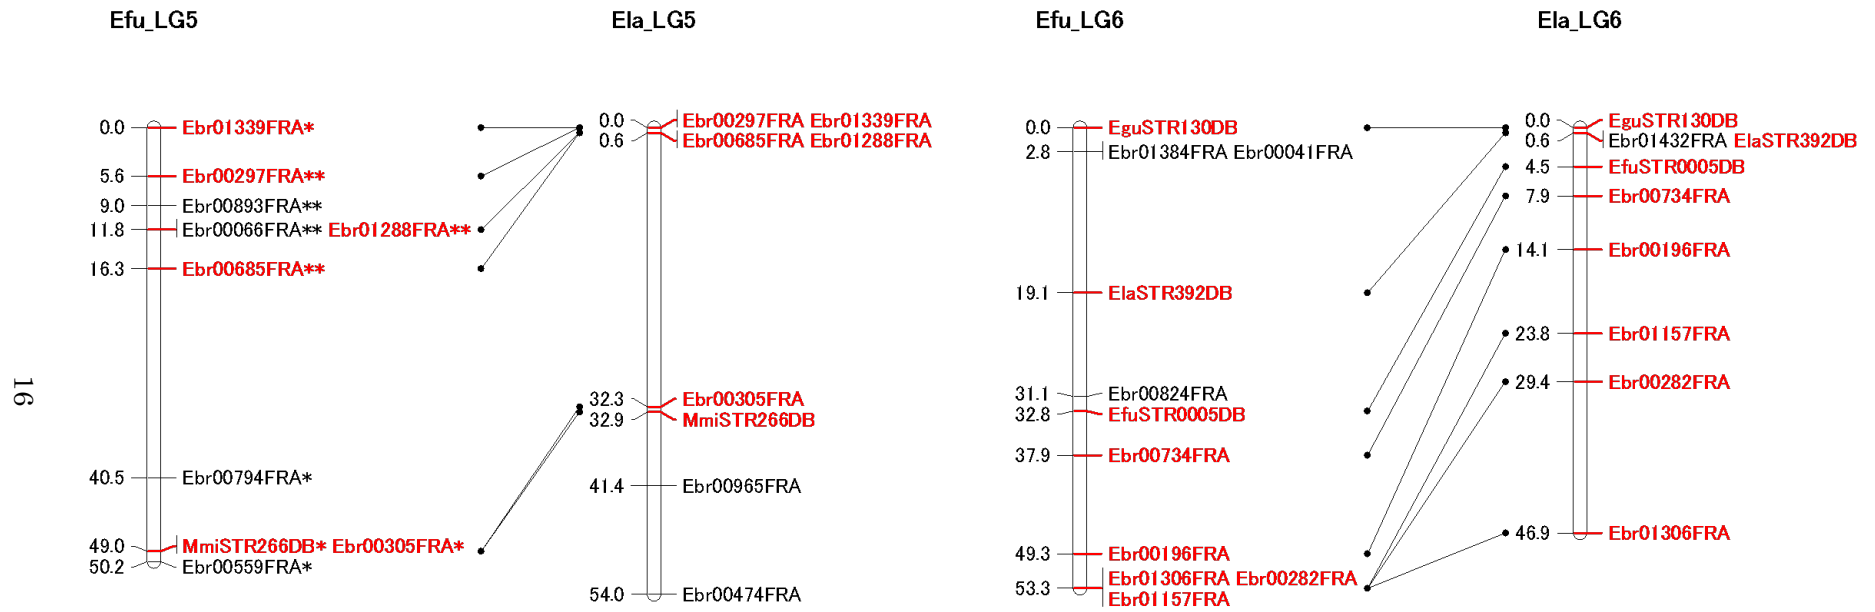 Efu_LG5
0.0 Ebr01339FRA*
5.6 Ebr00297FRA**
9.0 Ebr00893FRA**
11.8 Ebr00066FRA** Ebr01288FRA**
16.3 Ebr00685FRA**
40.5 Ebr00794FRA*
49.0 MmiSTR266DB* Ebr00305FRA*
50.2 Ebr00559FRA*
Ela_LG5
0.0 Ebr00297FRA Ebr01339FRA
0.6 Ebr00685FRA Ebr01288FRA
32.3 Ebr00305FRA
32.9 MmiSTR266DB
41.4 Ebr00965FRA
54.0 Ebr00474FRA
Efu_LG6
0.0 EguSTR130DB
2.8 Ebr01384FRA Ebr00041FRA
19.1 ElaSTR392DB
31.1 Ebr00824FRA
32.8 EfuSTR0005DB
37.9 Ebr00734FRA
49.3 Ebr00196FRA
53.3 Ebr01306FRA Ebr00282FRA
Ebr01157FRA
Ela_LG6
0.0 EguSTR130DB
0.6 Ebr01432FRA ElaSTR392DB
4.5 EfuSTR0005DB
7.9 Ebr00734FRA
14.1 Ebr00196FRA
23.8 Ebr01157FRA
29.4 Ebr00282FRA
46.9 Ebr01306FRA
16